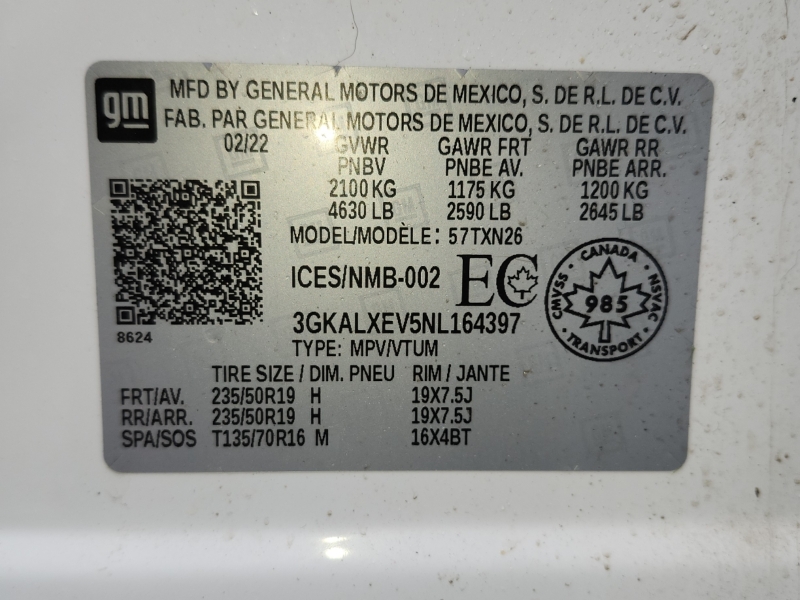 gm
MFD BY GENERAL MOTORS DE MEXICO, S. DE R.L. DE C.V.
FAB. PAR GENERAL MOTORS DE MEXICO, S. DE R.L. DE C.V.
02/22 GVWR GAWR FRT GAWR RR
PNBV PNBE AV. PNBE ARR.
2100 KG 1175 KG 1200 KG
4630 LB 2590 LB 2645 LB
MODEL/MODÈLE: 57TXN26
ICES/NMB-002 EC
CANADA
CMVSS 985 NSVAC
TRANSPORT
8624
3GKALXEV5NL164397
TYPE: MPV/VTUM
TIRE SIZE / DIM. PNEU RIM / JANTE
FRT/AV. 235/50R19 H 19X7.5J
RR/ARR. 235/50R19 H 19X7.5J
SPA/SOS T135/70R16 M 16X4BT